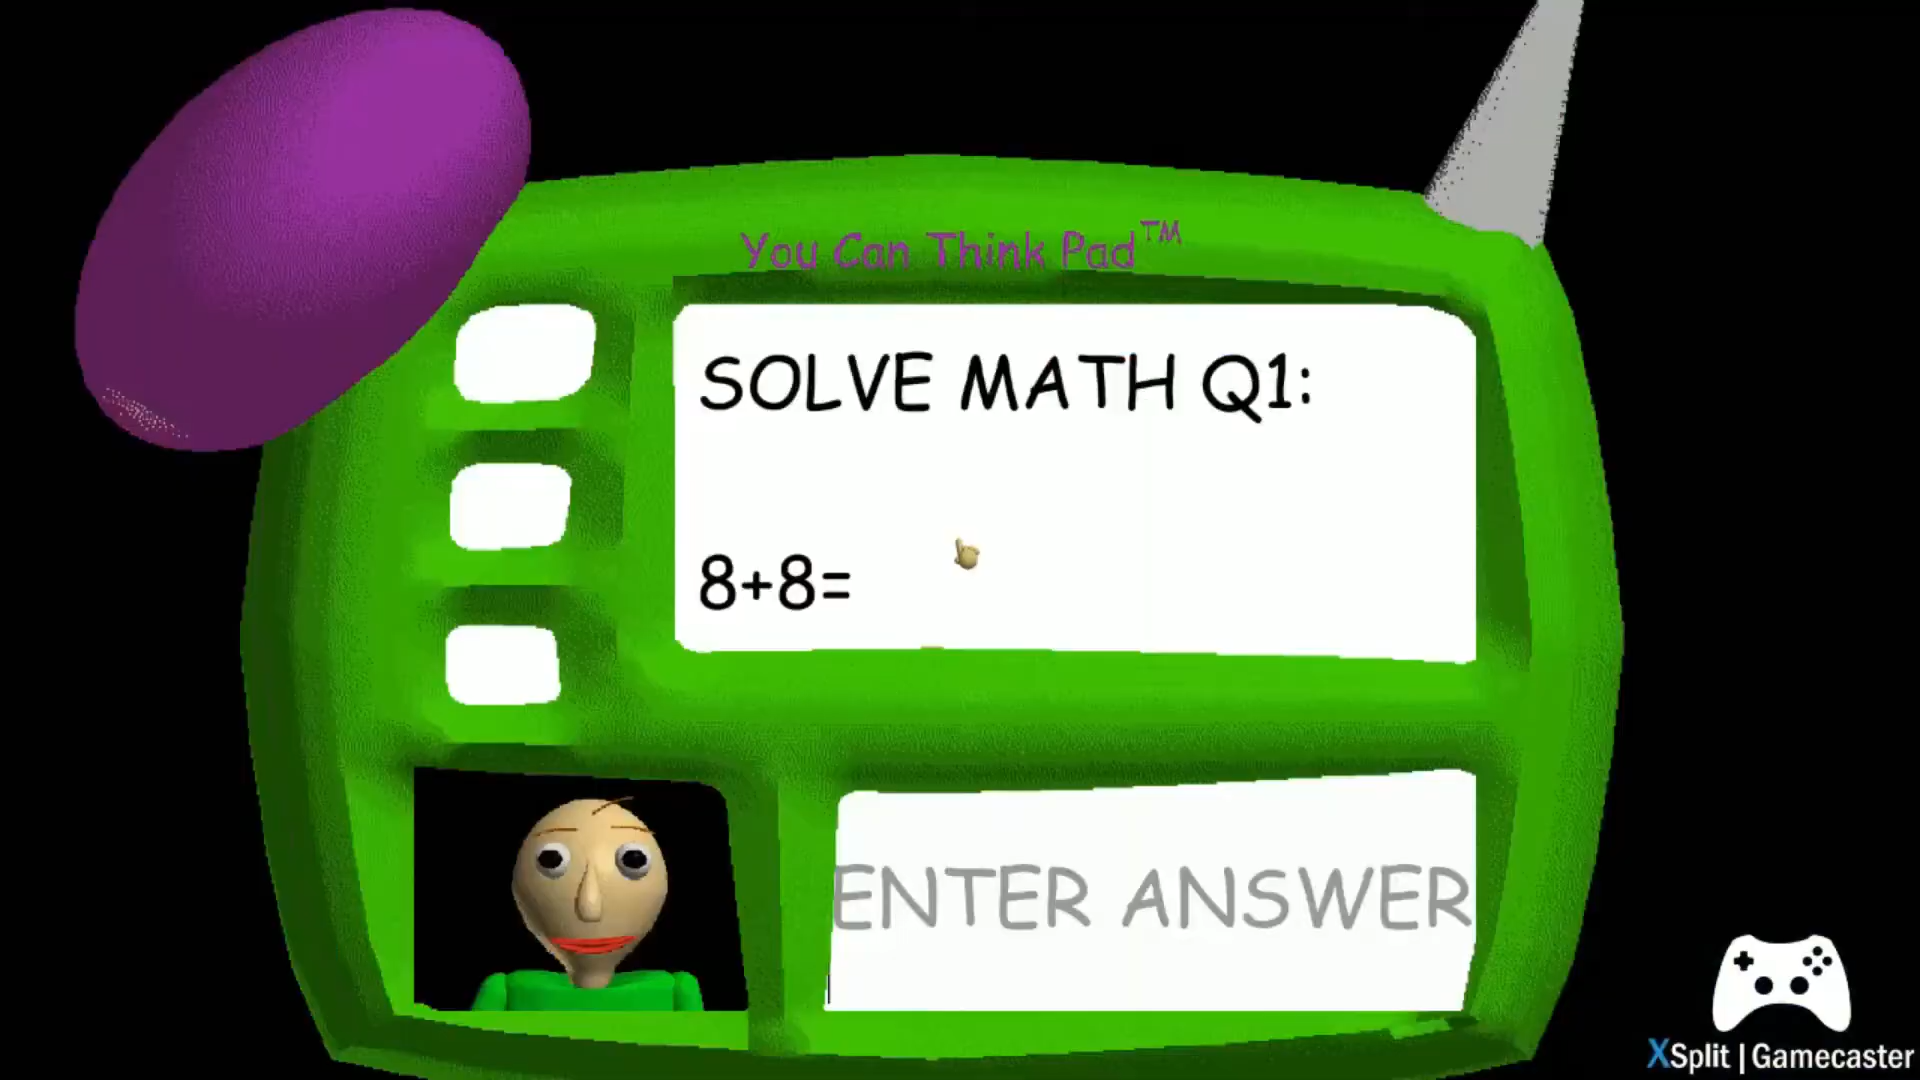 You Can Think Pad™
SOLVE MATH Q1:
8+8=
ENTER ANSWER
XSplit | Gamecaster